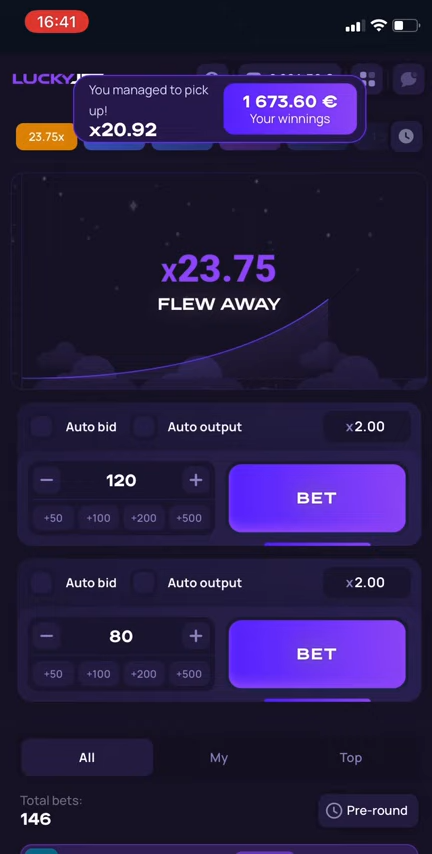 16:41
LUCKY
You managed to pick
up!
x20.92
1 673.60 €
Your winnings
23.75x
x23.75
FLEW AWAY
Auto bid
Auto output
x2.00
120
+50
+100
+200
+500
BET
Auto bid
Auto output
x2.00
80
+50
+100
+200
+500
BET
All
My
Top
Total bets:
146
Pre-round